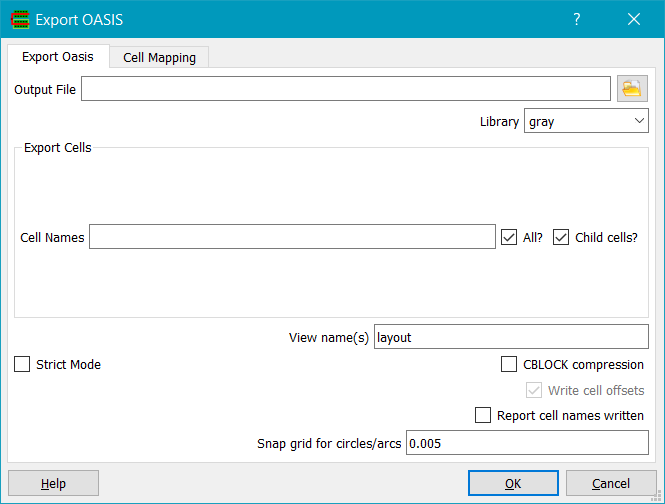 Export OASIS
Export Oasis
Cell Mapping
Output File
Library gray
Export Cells
Cell Names All? Child cells?
View name(s) layout
Strict Mode CBLOCK compression
Write cell offsets
Report cell names written
Snap grid for circles/arcs 0.005
Help OK Cancel